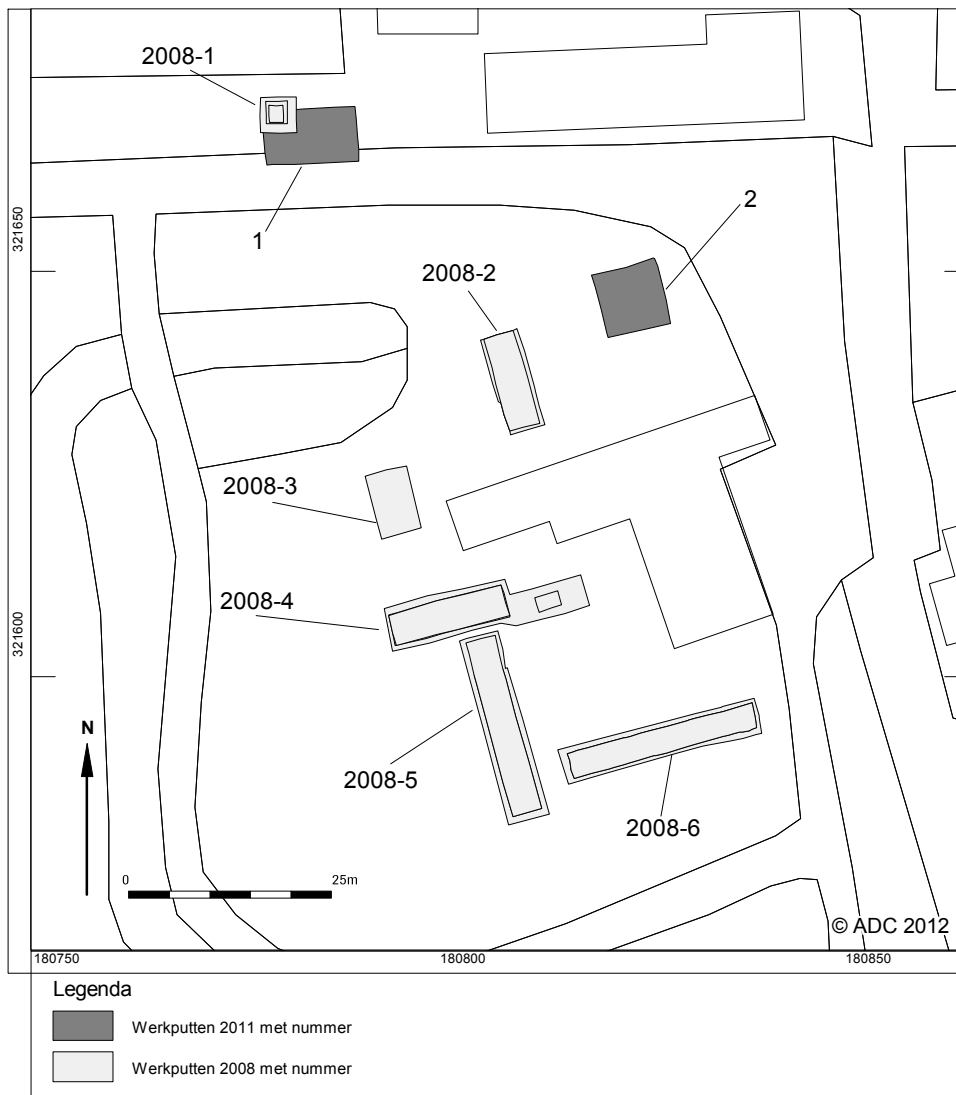 2008-1
321650
1
2
2008-2
2008-3
2008-4
321600
N
2008-5
2008-6
0 25m
© ADC 2012
180750 180800 180850
Legenda
Werkputten 2011 met nummer
Werkputten 2008 met nummer